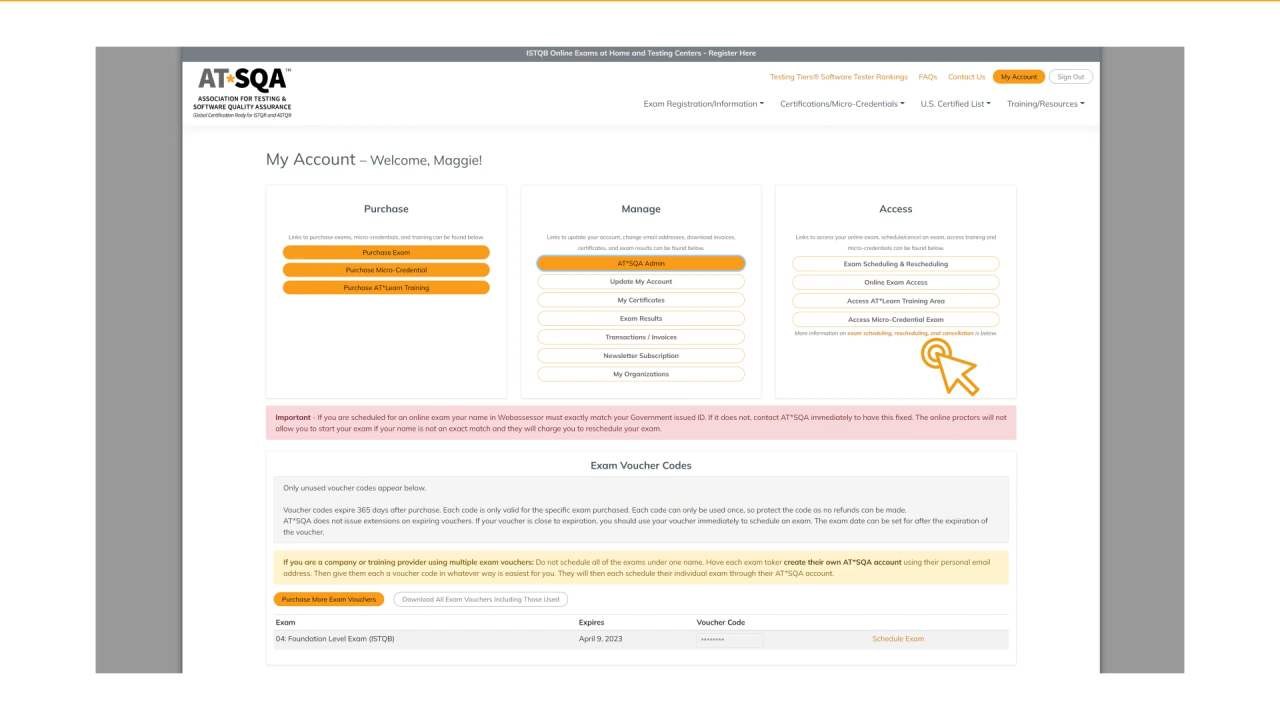 ISTQB Online Exams at Home and Testing Centers - Register Here
AT*SQA™
ASSOCIATION FOR TESTING &
SOFTWARE QUALITY ASSURANCE
Global Certification Body for ISTQB and ASTQB
Testing Tiers® Software Tester Rankings
FAQs
Contact Us
My Account
Sign Out
Exam Registration/Information
Certifications/Micro-Credentials
U.S. Certified List
Training/Resources
My Account – Welcome, Maggie!
Purchase
Links to purchase exams, micro-credentials, and training can be found below.
Purchase Exam
Purchase Micro-Credential
Purchase AT*Learn Training
Manage
Links to update your account, change email addresses, download invoices,
certificates, and exam results can be found below.
AT*SQA Admin
Update My Account
My Certificates
Exam Results
Transactions / Invoices
Newsletter Subscription
My Organizations
Access
Links to access your online exam, schedule/cancel an exam, access training and
micro-credentials can be found below.
Exam Scheduling & Rescheduling
Online Exam Access
Access AT*Learn Training Area
Access Micro-Credential Exam
More information on exam scheduling, rescheduling, and cancellation is below.
Important - If you are scheduled for an online exam your name in Webassessor must exactly match your Government issued ID. If it does not, contact AT*SQA immediately to have this fixed. The online proctors will not
allow you to start your exam if your name is not an exact match and they will charge you to reschedule your exam.
Exam Voucher Codes
Only unused voucher codes appear below.
Voucher codes expire 365 days after purchase. Each code is only valid for the specific exam purchased. Each code can only be used once, so protect the code as no refunds can be made.
AT*SQA does not issue extensions on expiring vouchers. If your voucher is close to expiration, you should use your voucher immediately to schedule an exam. The exam date can be set for after the expiration of
the voucher.
If you are a company or training provider using multiple exam vouchers: Do not schedule all of the exams under one name. Have each exam taker create their own AT*SQA account using their personal email
address. Then give them each a voucher code in whatever way is easiest for you. They will then each schedule their individual exam through their AT*SQA account.
Purchase More Exam Vouchers
Download All Exam Vouchers Including Those Used
Exam Expires Voucher Code
04: Foundation Level Exam (ISTQB) April 9, 2023 ******** Schedule Exam